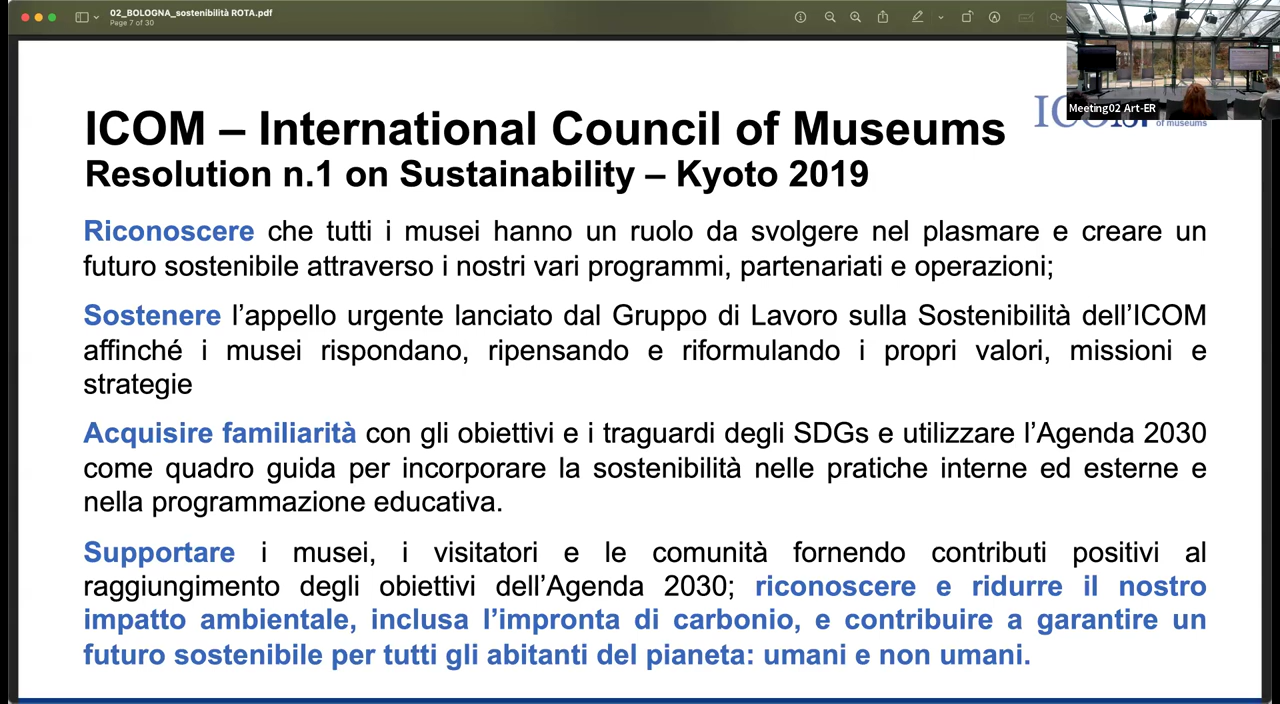 02_BOLOGNA_sostenibilità ROTA.pdf
Page 7 of 30
Meeting02 Art-ER
of museums
ICOM – International Council of Museums
Resolution n.1 on Sustainability – Kyoto 2019
Riconoscere che tutti i musei hanno un ruolo da svolgere nel plasmare e creare un
futuro sostenibile attraverso i nostri vari programmi, partenariati e operazioni;
Sostenere l’appello urgente lanciato dal Gruppo di Lavoro sulla Sostenibilità dell’ICOM
affinché i musei rispondano, ripensando e riformulando i propri valori, missioni e
strategie
Acquisire familiarità con gli obiettivi e i traguardi degli SDGs e utilizzare l’Agenda 2030
come quadro guida per incorporare la sostenibilità nelle pratiche interne ed esterne e
nella programmazione educativa.
Supportare i musei, i visitatori e le comunità fornendo contributi positivi al
raggiungimento degli obiettivi dell’Agenda 2030; riconoscere e ridurre il nostro
impatto ambientale, inclusa l’impronta di carbonio, e contribuire a garantire un
futuro sostenibile per tutti gli abitanti del pianeta: umani e non umani.